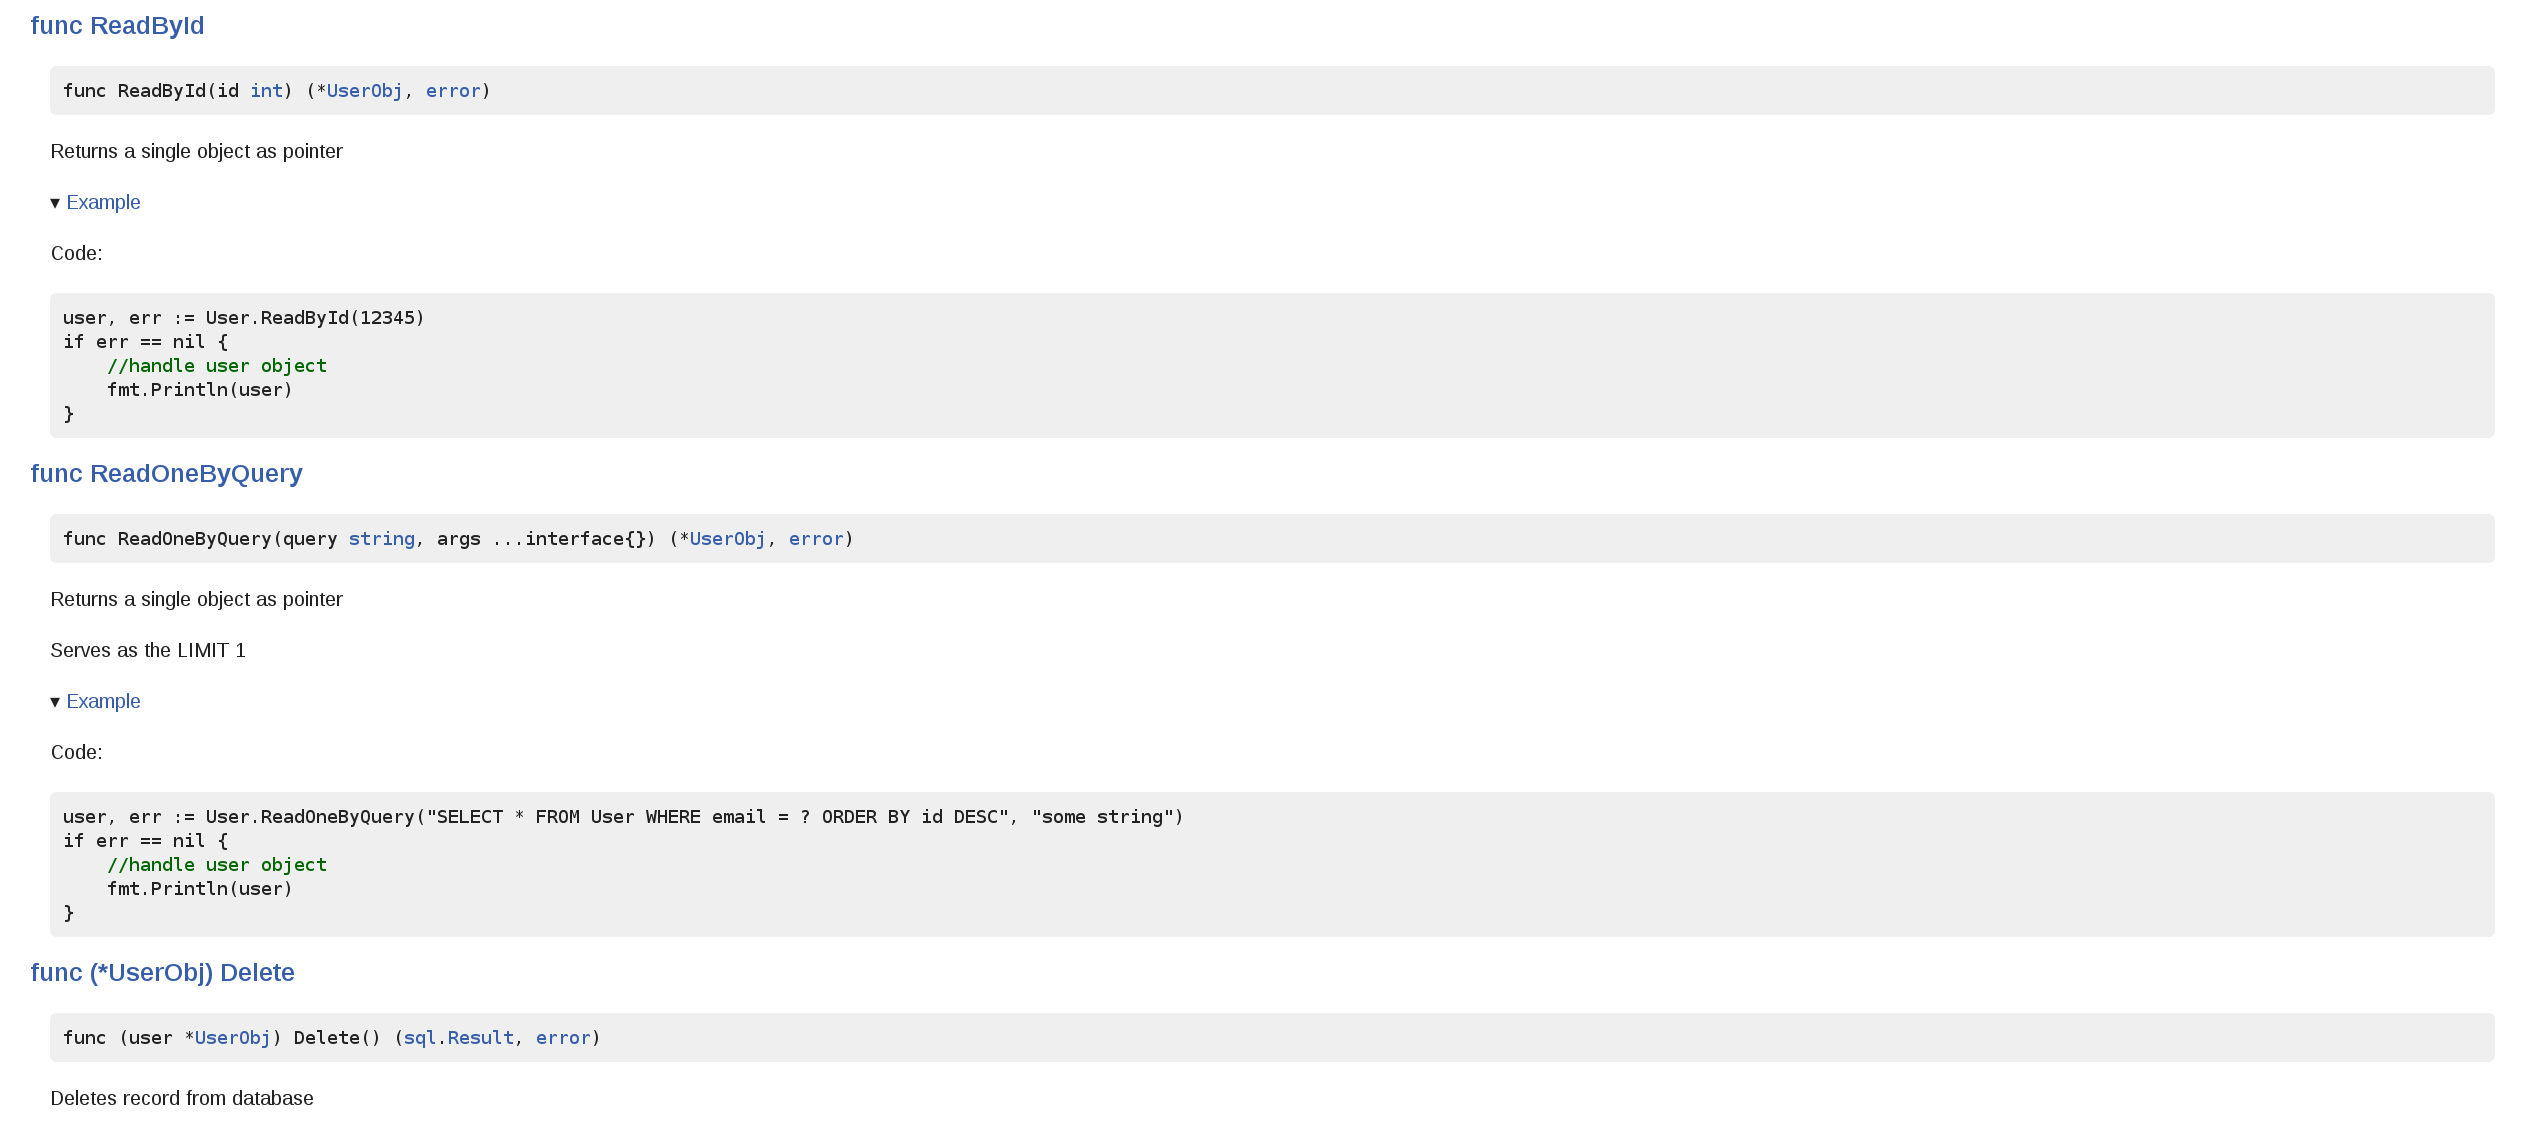 func ReadById
func ReadById(id int) (*UserObj, error)
Returns a single object as pointer
▾ Example
Code:
user, err := User.ReadById(12345)
if err == nil {
    //handle user object
    fmt.Println(user)
}
func ReadOneByQuery
func ReadOneByQuery(query string, args ...interface{}) (*UserObj, error)
Returns a single object as pointer
Serves as the LIMIT 1
▾ Example
Code:
user, err := User.ReadOneByQuery("SELECT * FROM User WHERE email = ? ORDER BY id DESC", "some string")
if err == nil {
    //handle user object
    fmt.Println(user)
}
func (*UserObj) Delete
func (user *UserObj) Delete() (sql.Result, error)
Deletes record from database